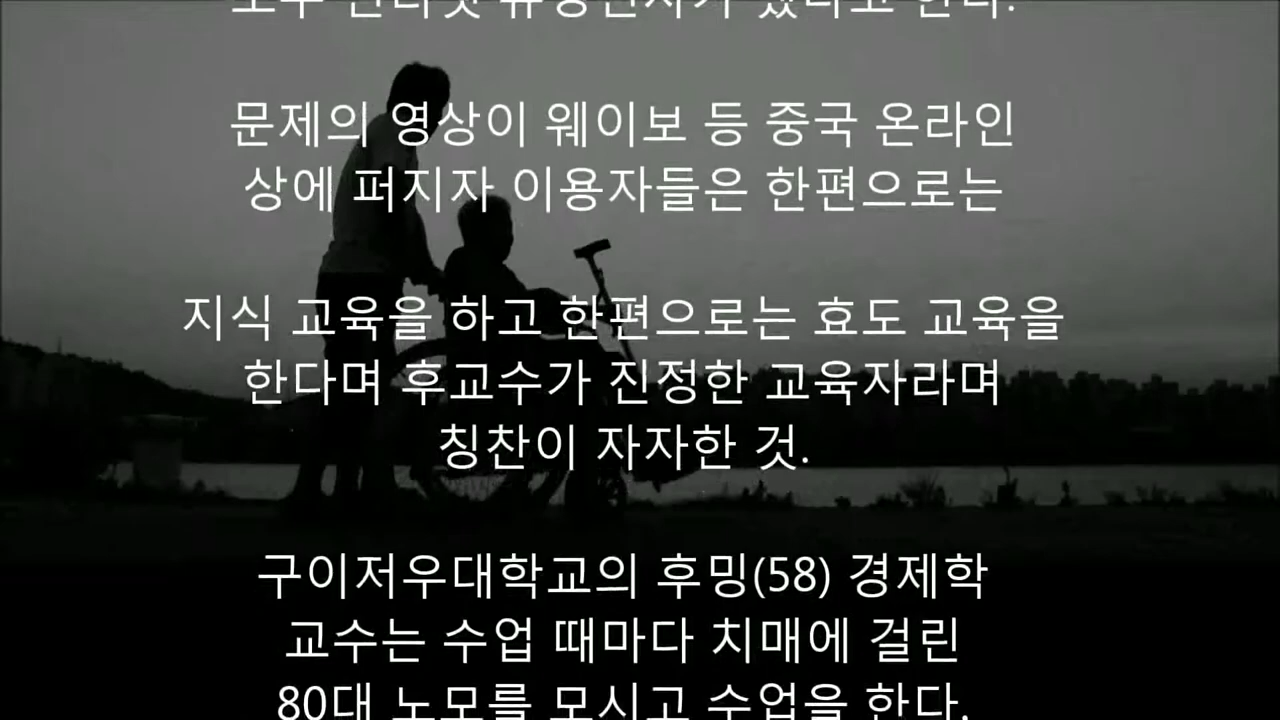 한다.
문제의 영상이 웨이보 등 중국 온라인
상에 퍼지자 이용자들은 한편으로는
지식 교육을 하고 한편으로는 효도 교육을
한다며 후교수가 진정한 교육자라며
칭찬이 자자한 것.
구이저우대학교의 후밍(58) 경제학
교수는 수업 때마다 치매에 걸린
80대 노모를 모시고 수업을 한다.